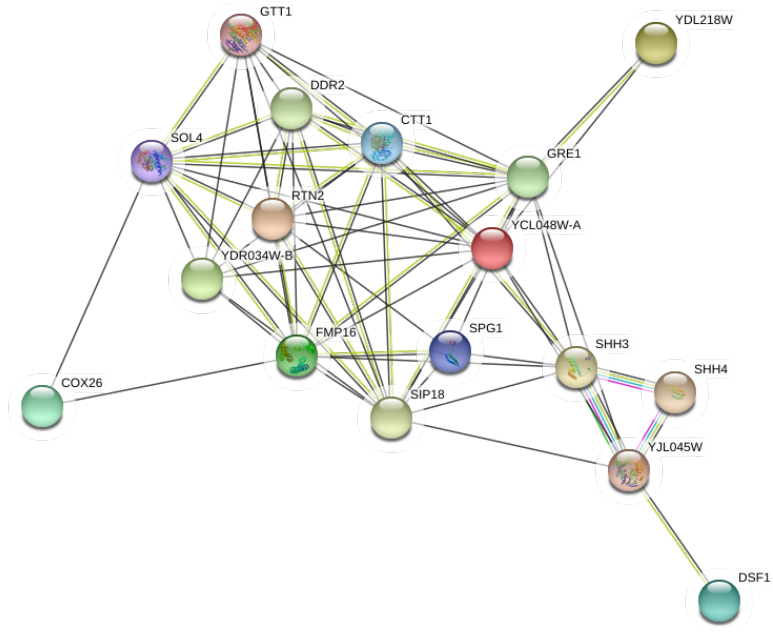 GTT1
YDL218W
DDR2
CTT1
SOL4
GRE1
RTN2
YCL048W-A
YDR034W-B
SPG1
FMP16
SHH3
COX26
SIP18
SHH4
YJL045W
DSF1